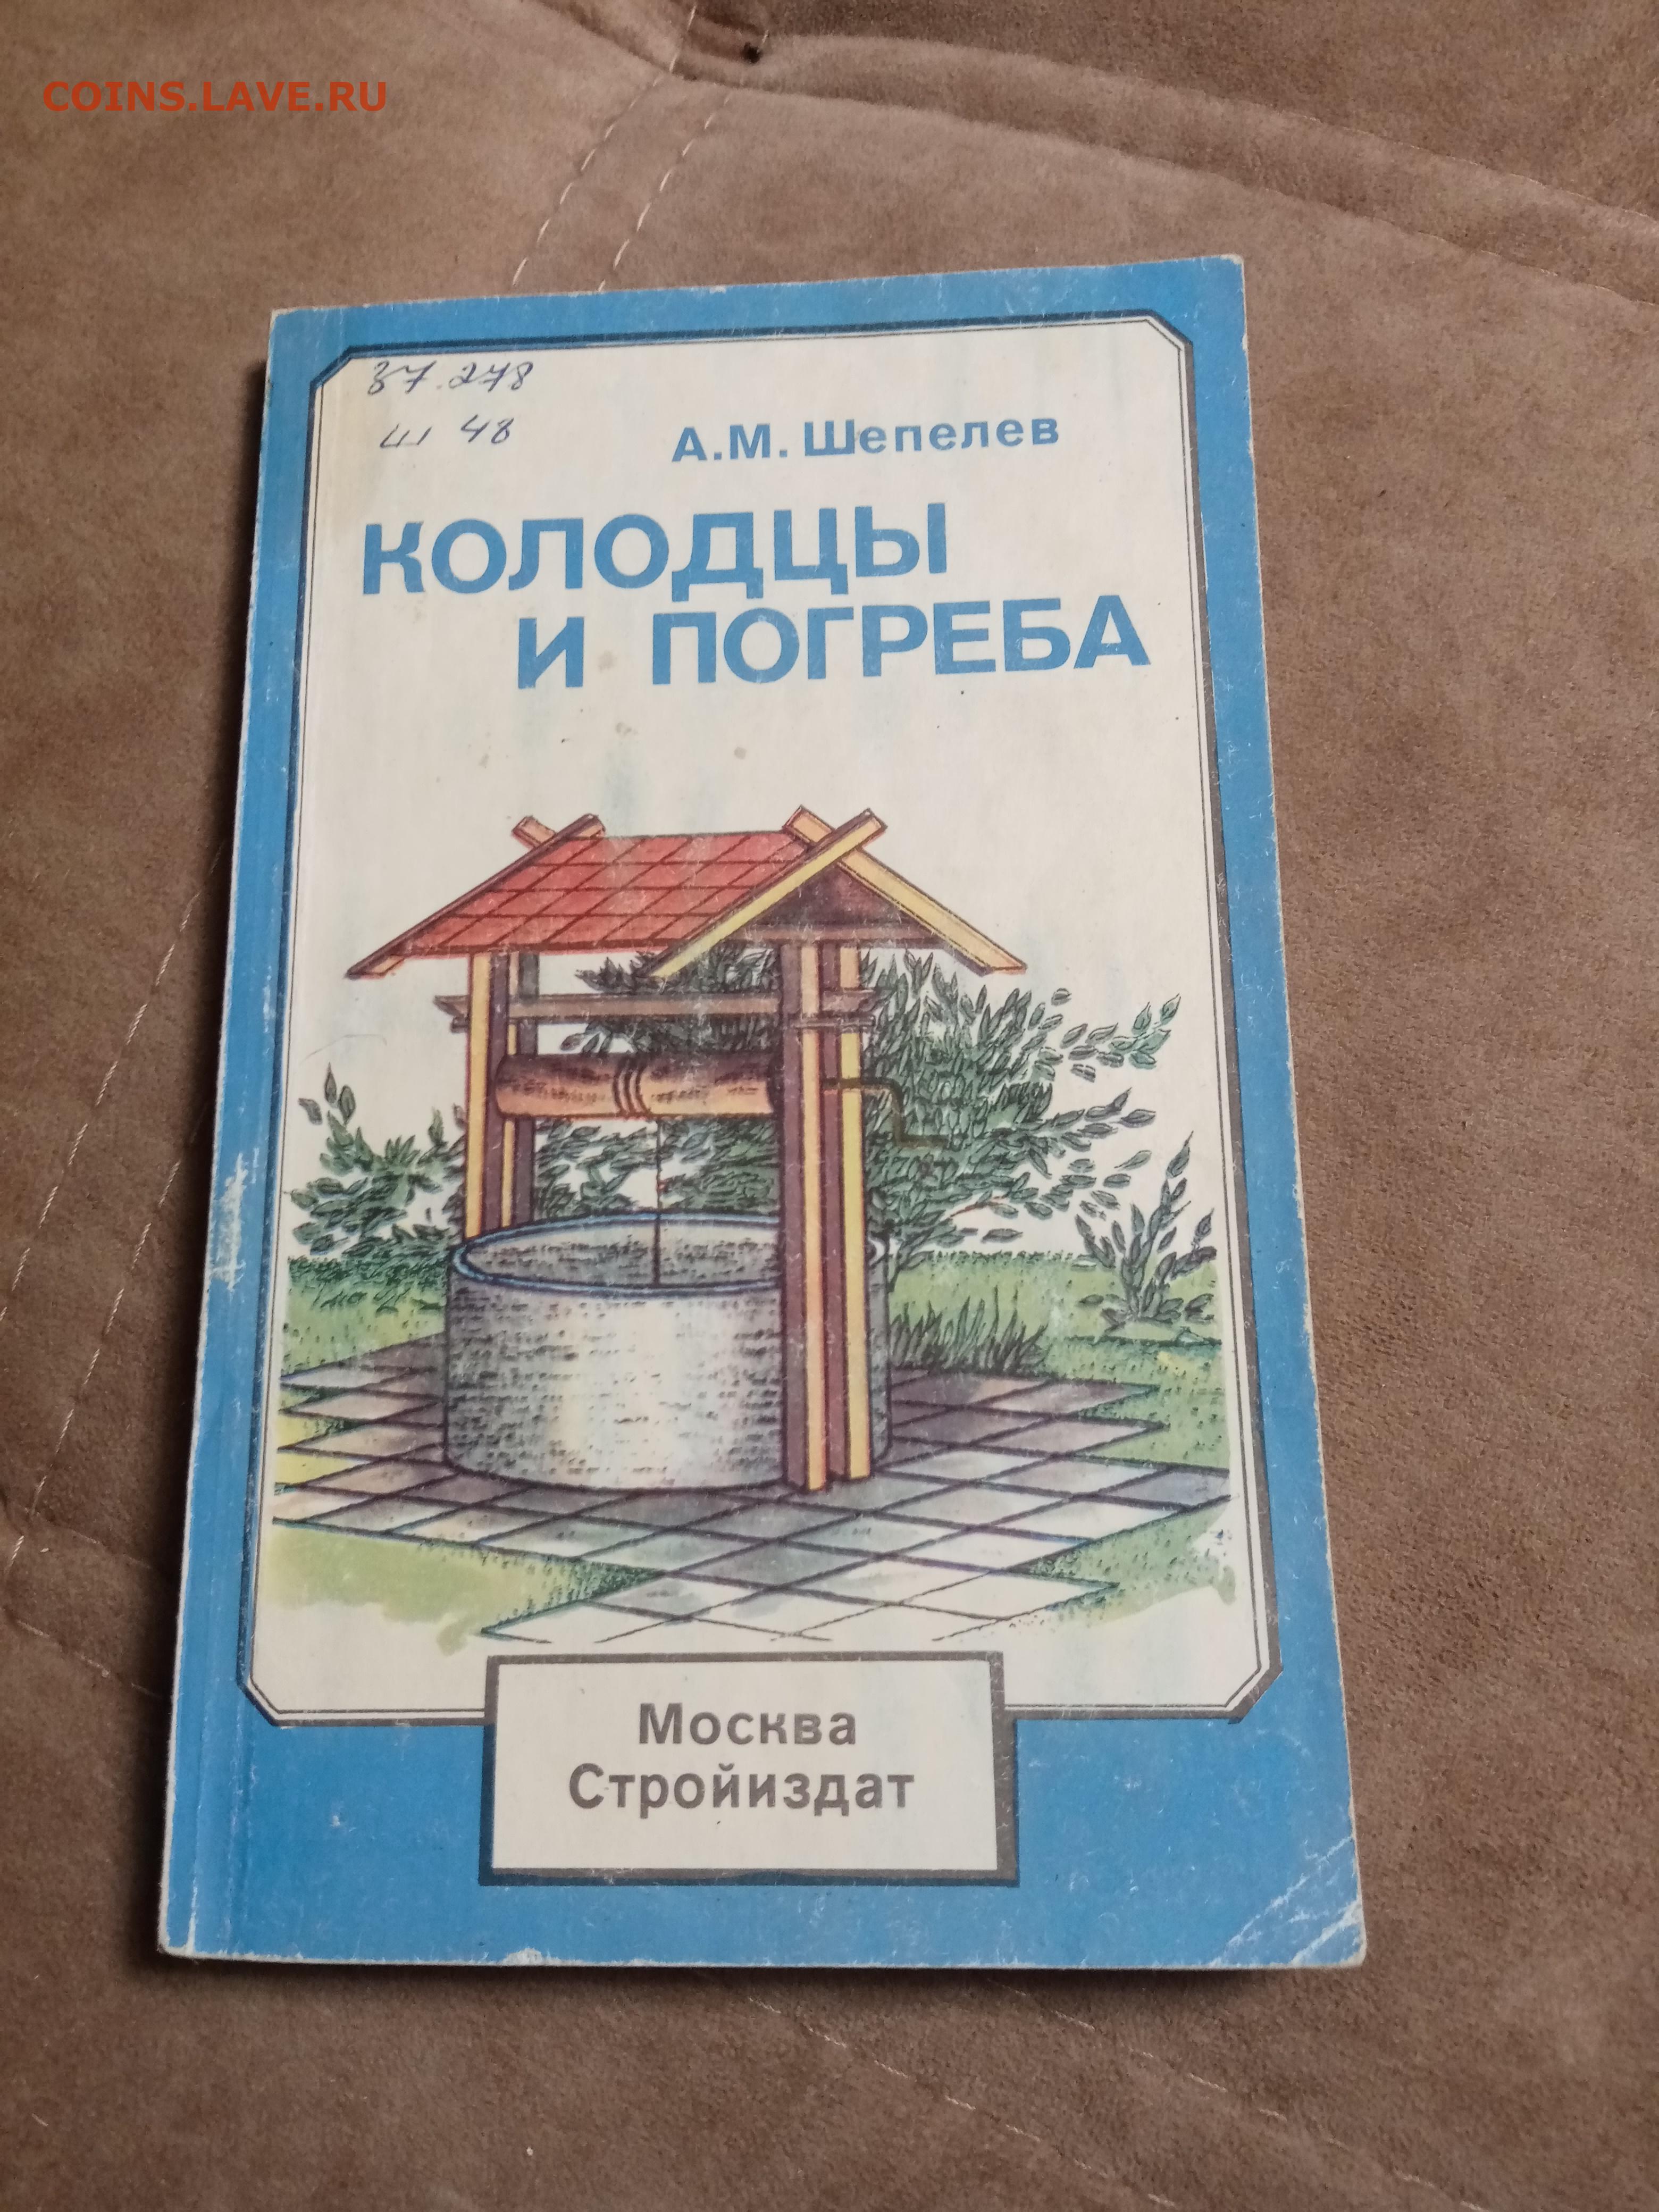 COINS.LAVE.RU
37.278
Ш 48
А.М. Шепелев
КОЛОДЦЫ
И ПОГРЕБА
Москва
Стройиздат